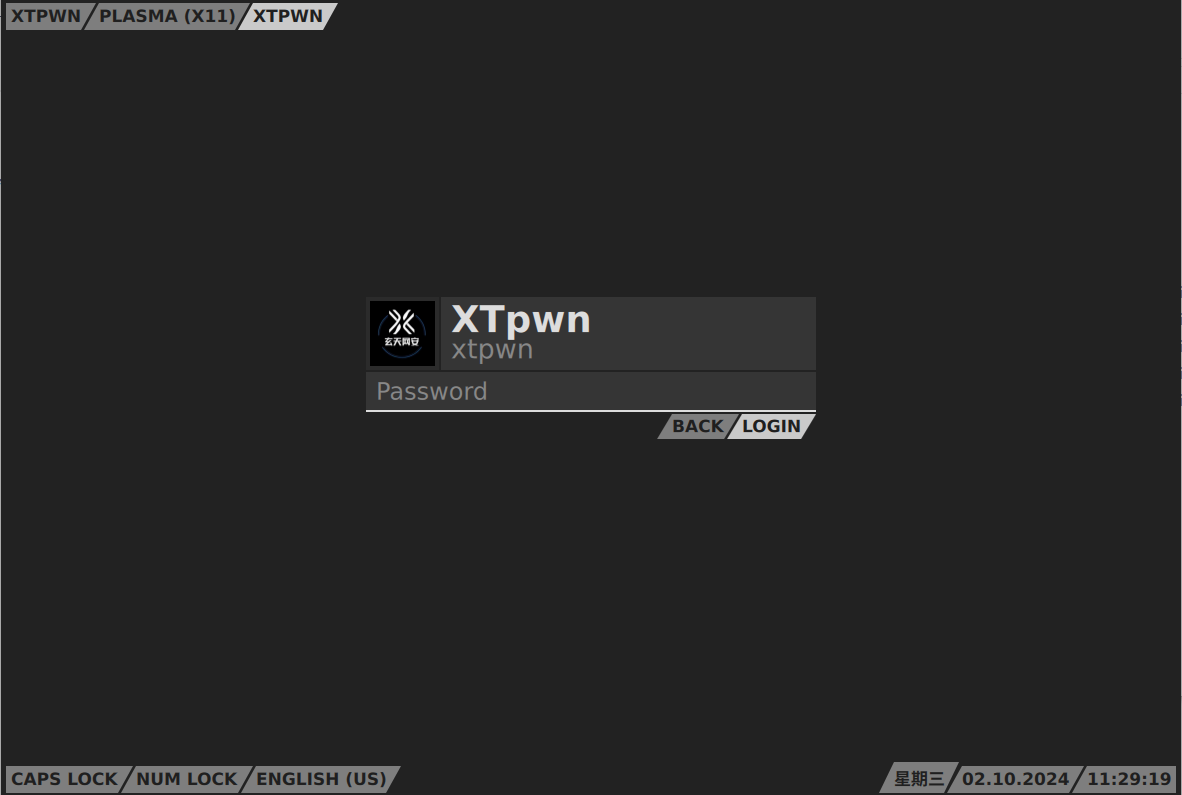 XTPWN PLASMA (X11) XTPWN
玄天网安
XTpwn
xtpwn
Password
BACK LOGIN
CAPS LOCK NUM LOCK ENGLISH (US) 星期三 02.10.2024 11:29:19